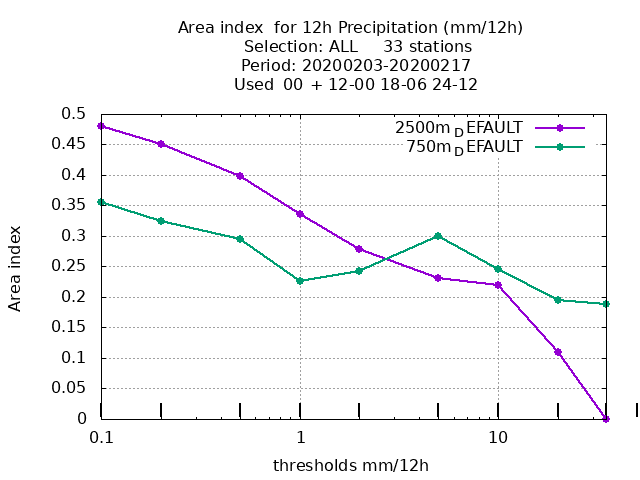 Area index  for 12h Precipitation (mm/12h)
Selection: ALL     33 stations
Period: 20200203-20200217
Used  00  + 12-00 18-06 24-12
2500m_DEFAULT
750m_DEFAULT
0.5
0.45
0.4
0.35
0.3
0.25
0.2
0.15
0.1
0.05
0
Area index
0.1 1 10
thresholds mm/12h